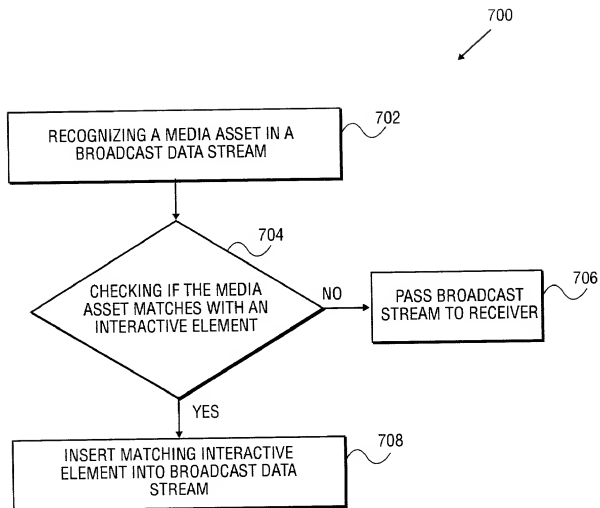 700
RECOGNIZING A MEDIA ASSET IN A
BROADCAST DATA STREAM
702
704
CHECKING IF THE MEDIA
ASSET MATCHES WITH AN
INTERACTIVE ELEMENT
NO
PASS BROADCAST
STREAM TO RECEIVER
706
YES
INSERT MATCHING INTERACTIVE
ELEMENT INTO BROADCAST DATA
STREAM
708